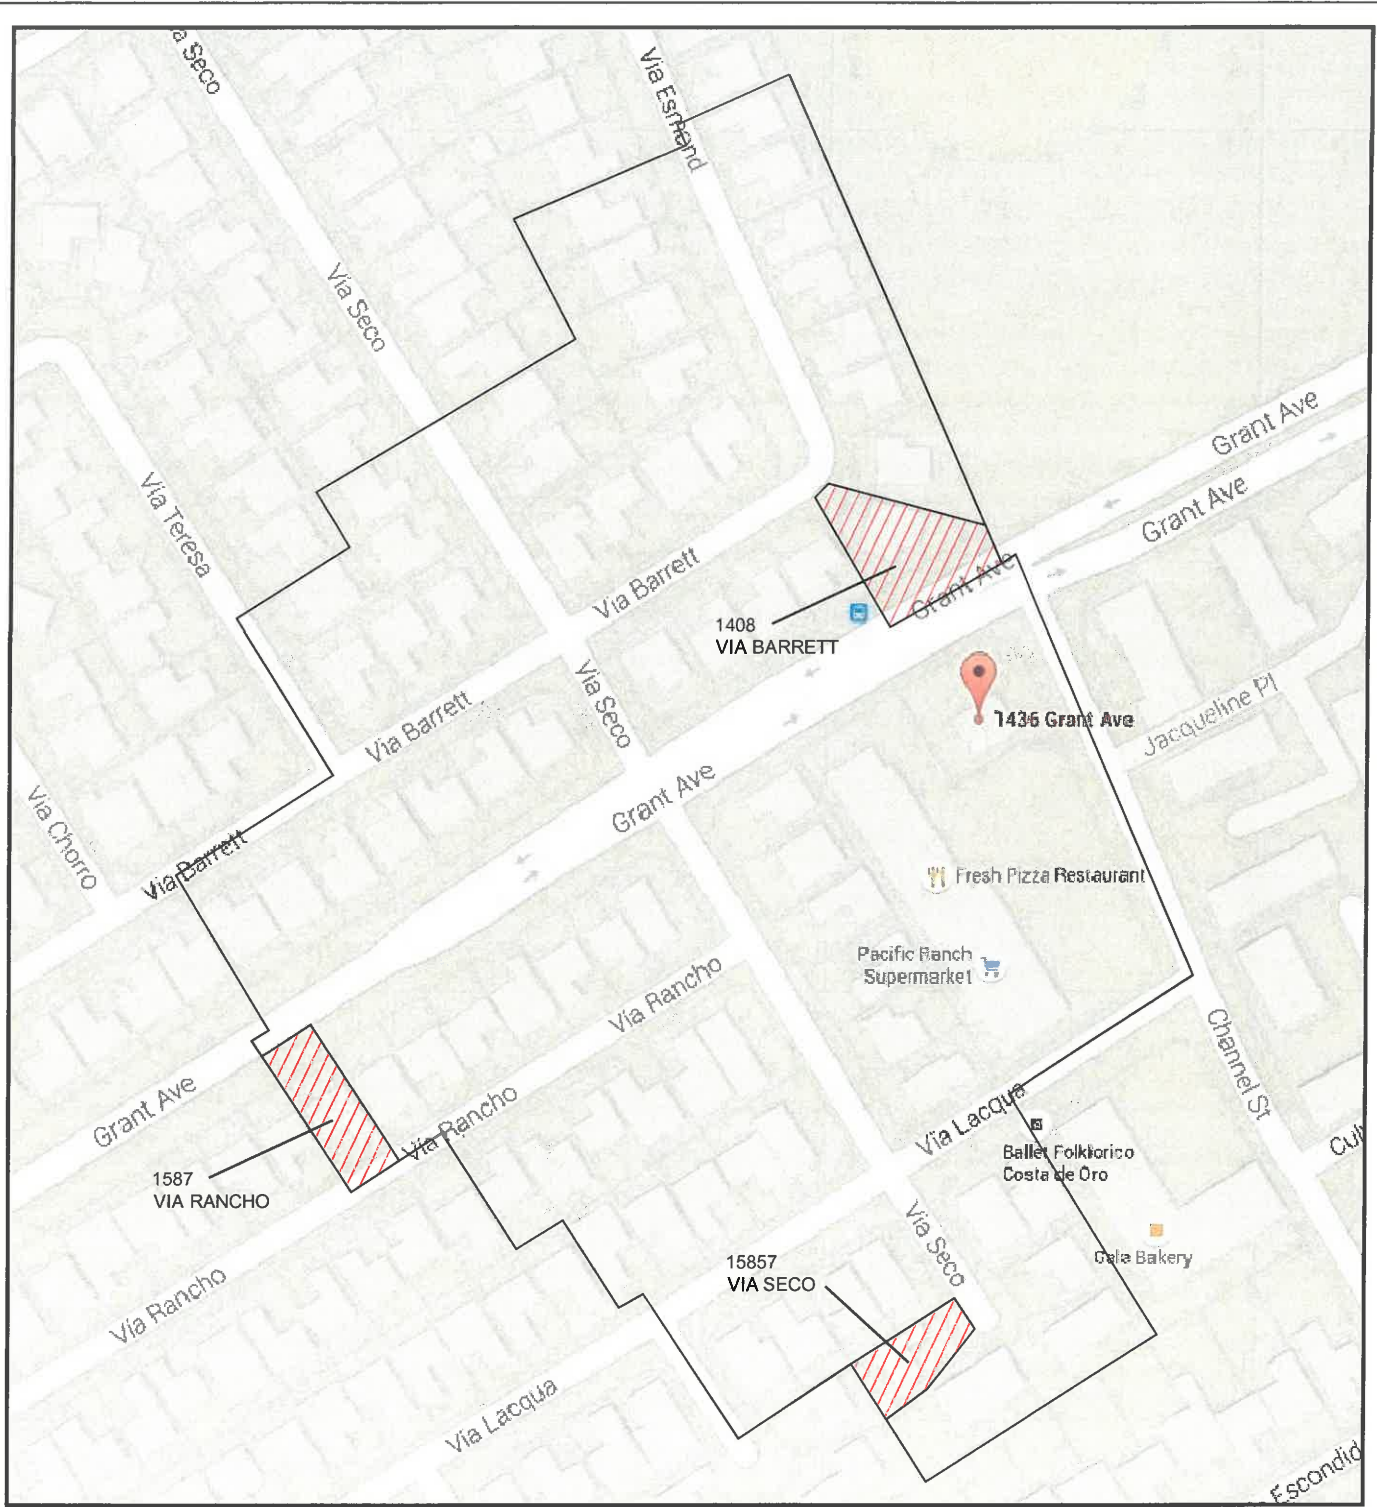 a Seco
Via Esmond
Via Seco
Grant Ave
Grant Ave
Via Teresa
Via Barrett
Grant Ave
1408
VIA BARRETT
Via Seco
1436 Grant Ave
Jacqueline Pl
Via Barrett
Grant Ave
Via Chorro
Via Barrett
Fresh Pizza Restaurant
Pacific Ranch
Supermarket
Via Rancho
Channel St
Grant Ave
Via Rancho
Via Lacqua
Ballet Folklorico
Costa de Oro
1587
VIA RANCHO
Via Seco
Gala Bakery
15857
VIA SECO
Via Rancho
Via Lacqua
Escondid